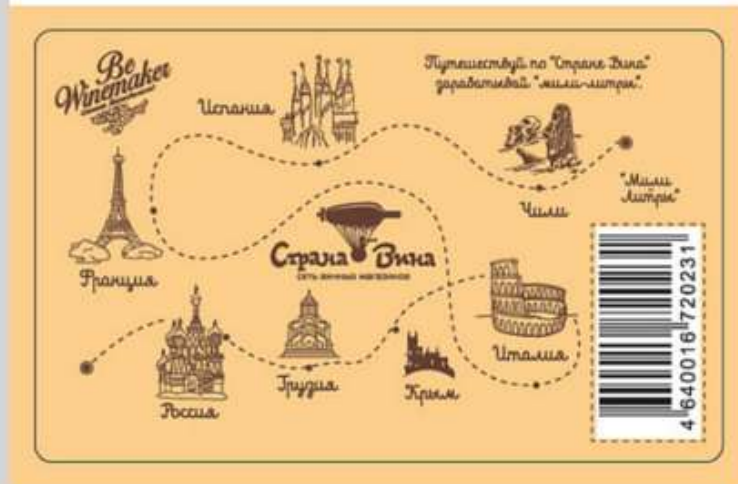 Be
Winemaker
Путешествуй по "Стране Вина"
зарабатывай "мили-литры".
Испания
Чили
"Мили
литры"
Франция
Страна Вина
сеть винных магазинов
Италия
Россия
Грузия
Крым
4 640016 720231